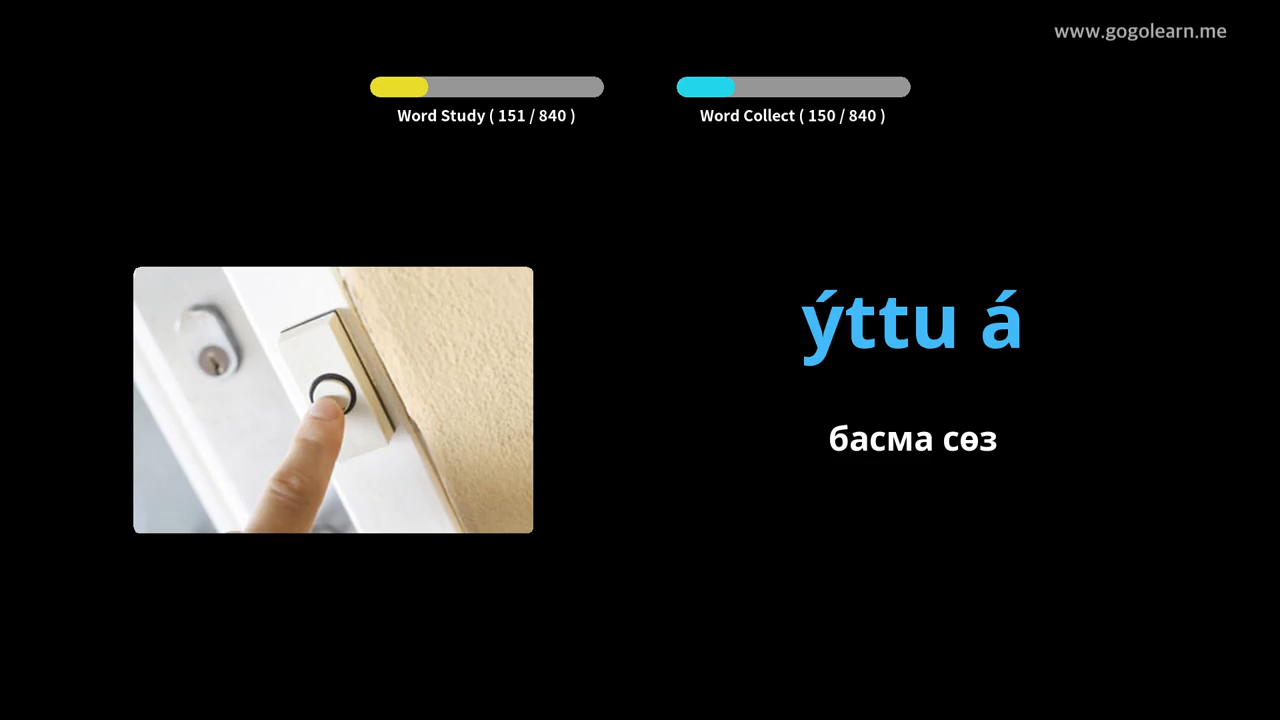 www.gogolearn.me
Word Study ( 151 / 840 )
Word Collect ( 150 / 840 )
ýttu á
басма сөз